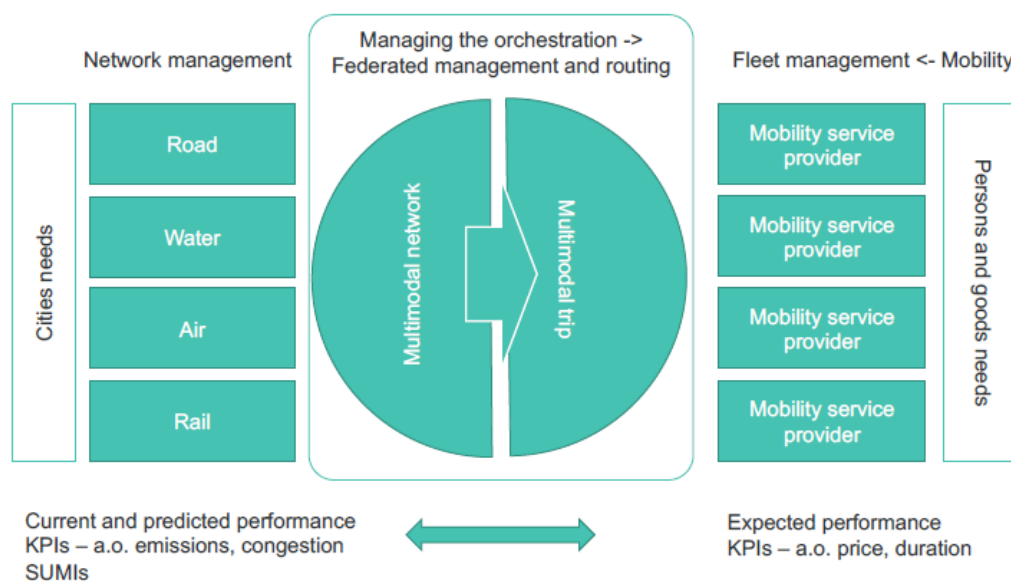 Managing the orchestration ->
Federated management and routing
Network management
Fleet management <- Mobility
Cities needs
Road
Water
Air
Rail
Multimodal network
Multimodal trip
Mobility service
provider
Mobility service
provider
Mobility service
provider
Mobility service
provider
Persons and goods needs
Current and predicted performance
KPIs – a.o. emissions, congestion
SUMIs
Expected performance
KPIs – a.o. price, duration